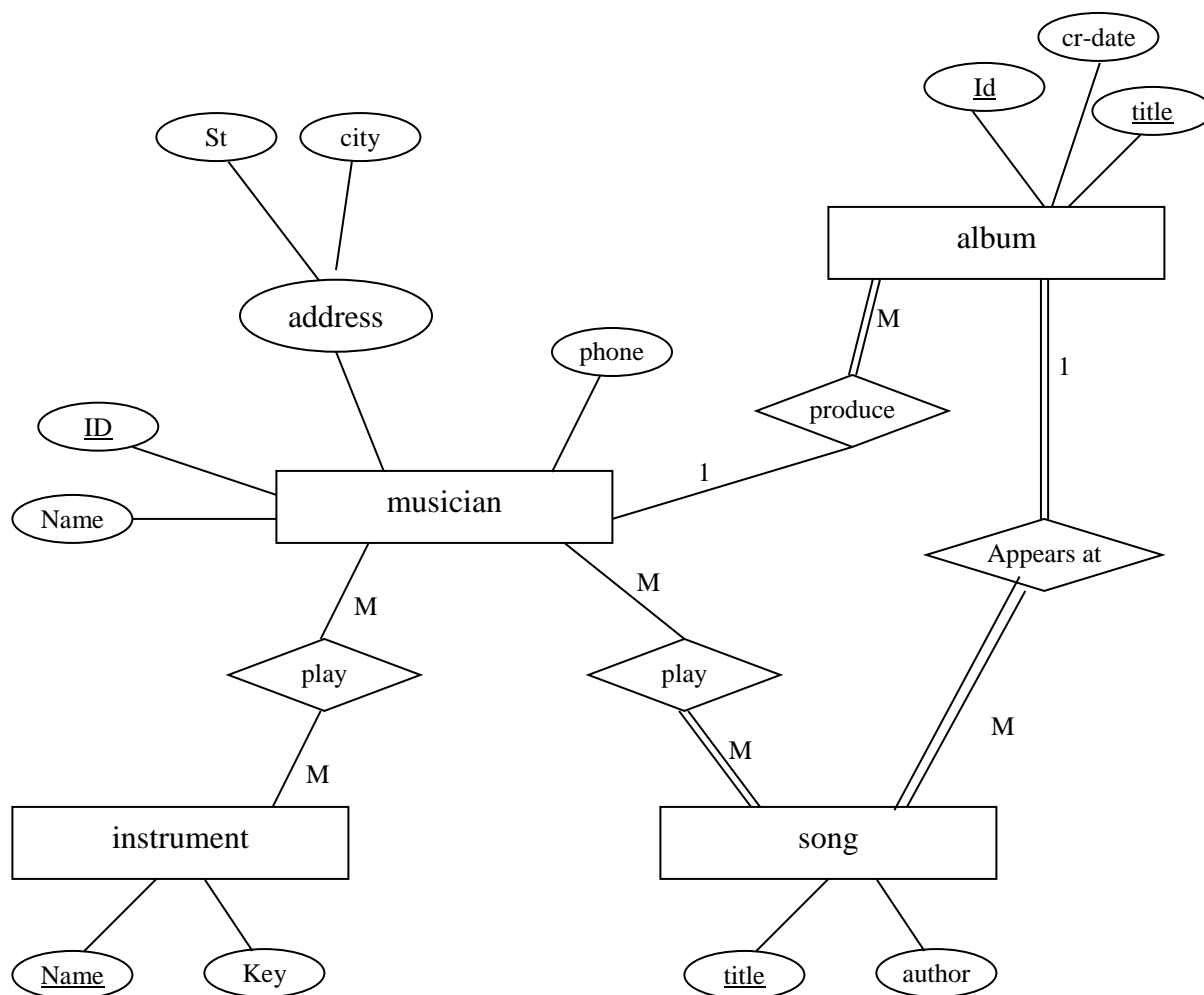 cr-date
Id
title
St
city
album
address
M
phone
1
produce
ID
1
musician
Name
Appears at
M
M
play
play
M
M
M
instrument
song
Name
Key
title
author